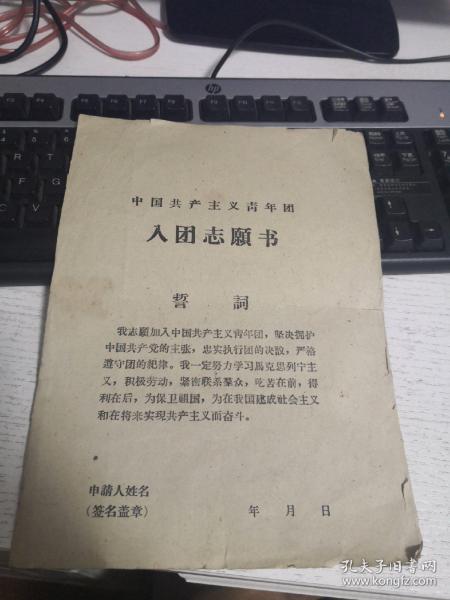 中国共产主义青年团
入团志願书
誓詞
我志願加入中国共产主义青年团，坚决拥护
中国共产党的主张，忠实执行团的决議，严格
遵守团的紀律。我一定努力学习馬克思列宁主
义，积极劳动，紧密联系羣众，吃苦在前，得
利在后，为保卫祖国，为在我国建成社会主义
和在将来实现共产主义而奋斗。
申請人姓名
(签名盖章)
年 月 日
孔夫子旧书网
www.kongfz.com
hp